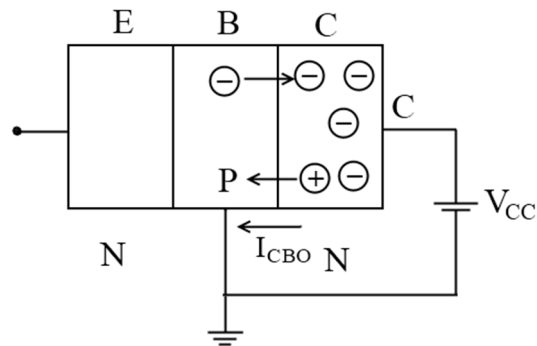 E B C
− − −
− C
P + −
V_CC
I_CBO
N N